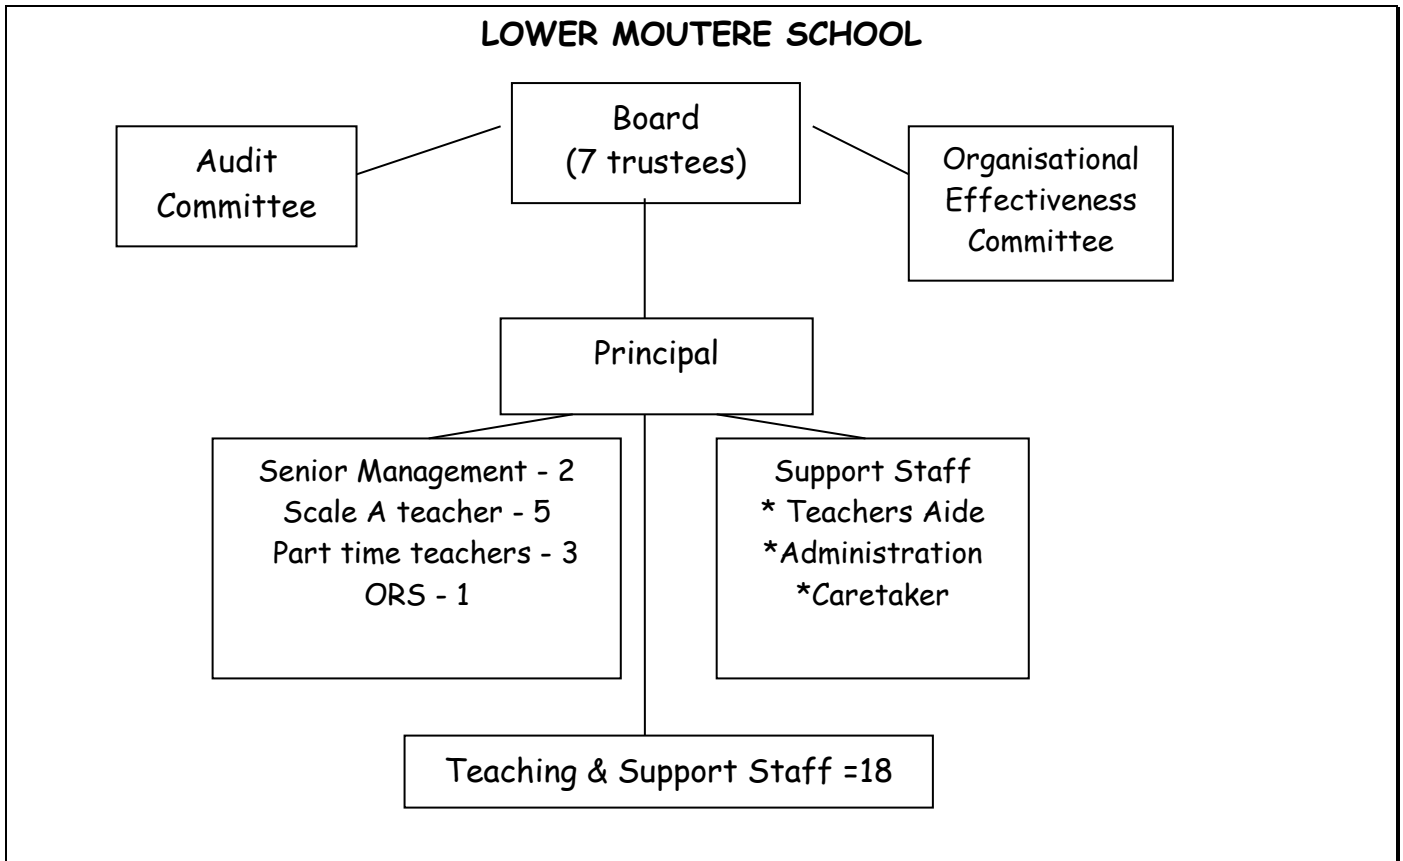 LOWER MOUTERE SCHOOL
Board
(7 trustees)
Audit
Committee
Organisational
Effectiveness
Committee
Principal
Senior Management - 2
Scale A teacher - 5
Part time teachers - 3
ORS - 1
Support Staff
* Teachers Aide
*Administration
*Caretaker
Teaching & Support Staff =18